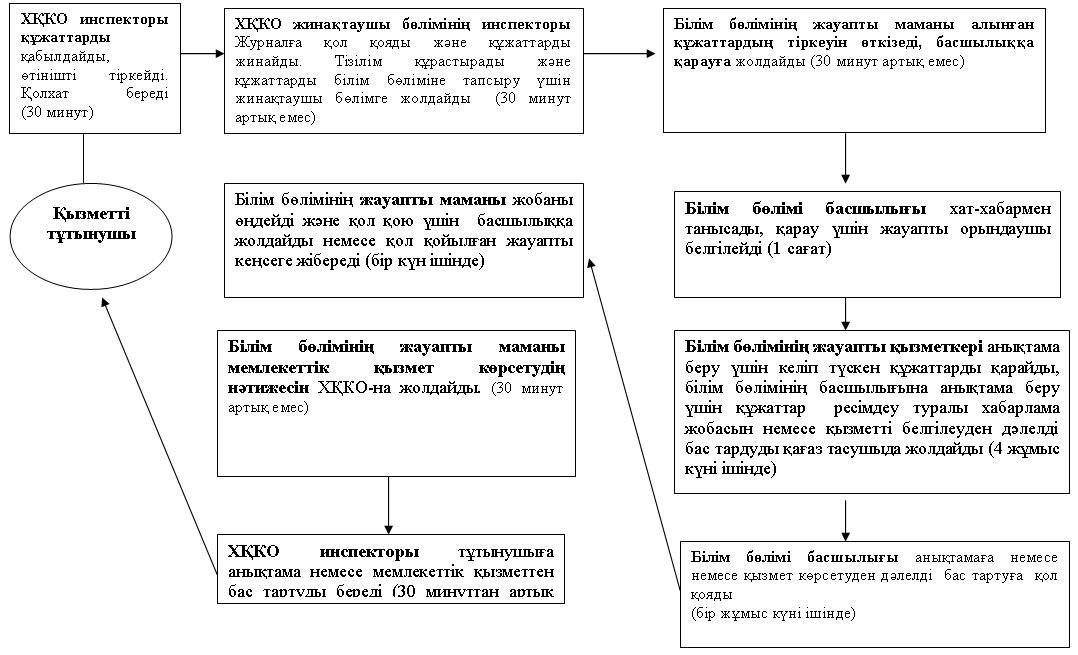 ХҚКО инспекторы
құжаттарды
қабылдайды,
өтінішті тіркейді.
Қолхат береді
(30 минут)
ХҚКО жинақтаушы бөлімінің инспекторы
Журналға қол қояды және құжаттарды
жинайды. Тізілім құрастырады және
құжаттарды білім бөліміне тапсыру үшін
жинақтаушы бөлімге жолдайды (30 минут
артық емес)
Білім бөлімінің жауапты маманы алынған
құжаттардың тіркеуін өткізеді, басшылыққа
қарауға жолдайды (30 минут артық емес)
Қызметті
тұтынушы
Білім бөлімінің жауапты маманы жобаны
өңдейді және қол қою үшін басшылыққа
жолдайды немесе қол қойылған жауапты
кеңсеге жібереді (бір күн ішінде)
Білім бөлімі басшылығы хат-хабармен
танысады, қарау үшін жауапты орындаушы
белгілейді (1 сағат)
Білім бөлімінің жауапты маманы
мемлекеттік қызмет көрсетудің
нәтижесін ХҚКО-на жолдайды. (30 минут
артық емес)
Білім бөлімінің жауапты қызметкері анықтама
беру үшін келіп түскен құжаттарды қарайды,
білім бөлімінің басшылығына анықтама беру
үшін құжаттар ресімдеу туралы хабарлама
жобасын немесе қызметті белгілеуден дәлелді
бас тардуды қағаз тасушыда жолдайды (4 жұмыс
күні ішінде)
ХҚКО инспекторы тұтынушыға
анықтама немесе мемлекеттік қызметтен
бас тартуды береді (30 минуттан артық
Білім бөлімі басшылығы анықтамаға немесе
немесе қызмет көрсетуден дәлелді бас тартуға қол
қояды
(бір жұмыс күні ішінде)